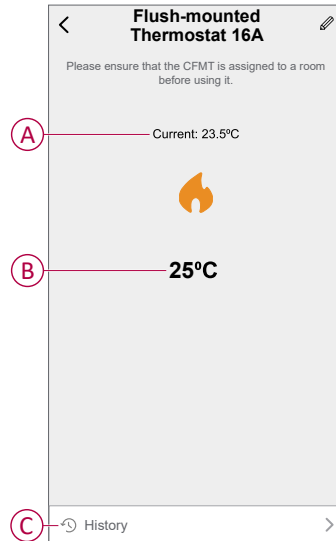 Flush-mounted
Thermostat 16A
Please ensure that the CFMT is assigned to a room
before using it.
A
Current: 23.5ºC
B
25ºC
C
History